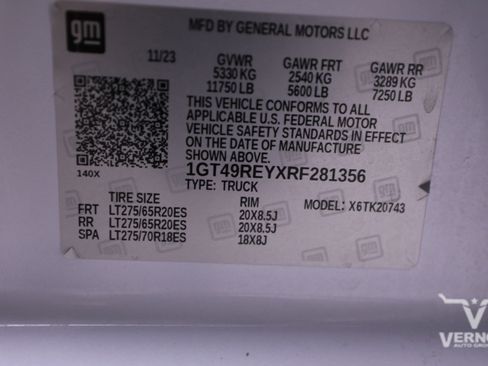 gm
MFD BY GENERAL MOTORS LLC
11/23 GVWR GAWR FRT GAWR RR
5330 KG 2540 KG 3289 KG
11750 LB 5600 LB 7250 LB
THIS VEHICLE CONFORMS TO ALL
APPLICABLE U.S. FEDERAL MOTOR
VEHICLE SAFETY STANDARDS IN EFFECT
ON THE DATE OF MANUFACTURE
SHOWN ABOVE.
140X 1GT49REYXRF281356
TYPE: TRUCK
TIRE SIZE RIM MODEL: X6TK20743
FRT LT275/65R20ES 20X8.5J
RR LT275/65R20ES 20X8.5J
SPA LT275/70R18ES 18X8J
VERNO
AUTO GROU